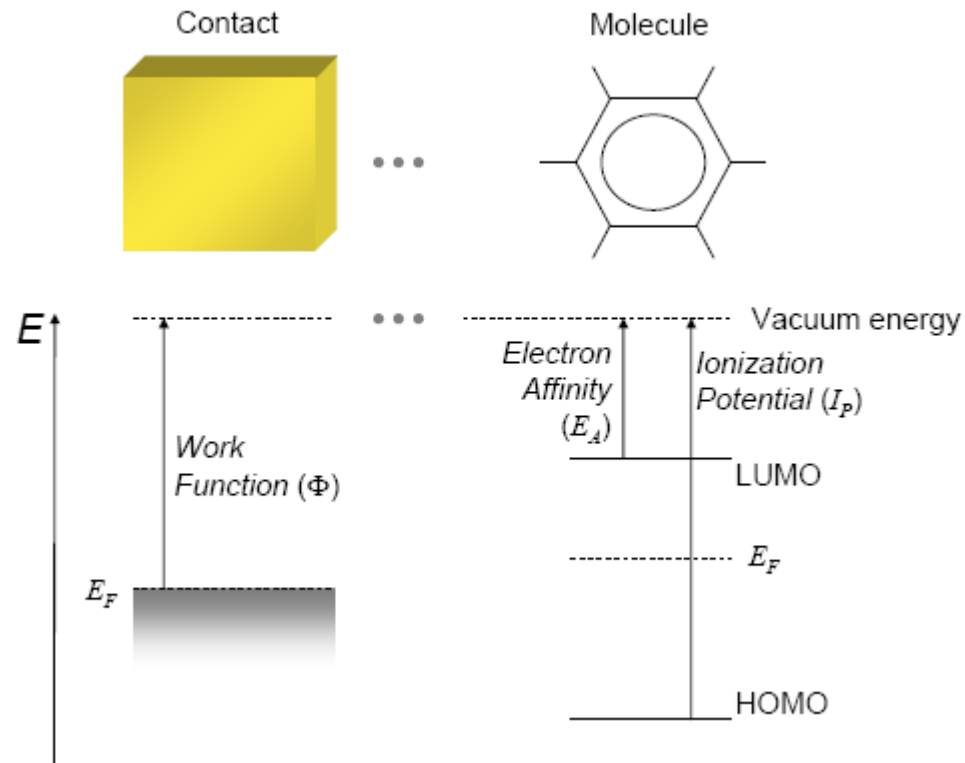 Contact
Molecule
E
Vacuum energy
Electron
Affinity
(E_A)
Ionization
Potential (I_P)
Work
Function (Φ)
LUMO
E_F
E_F
HOMO